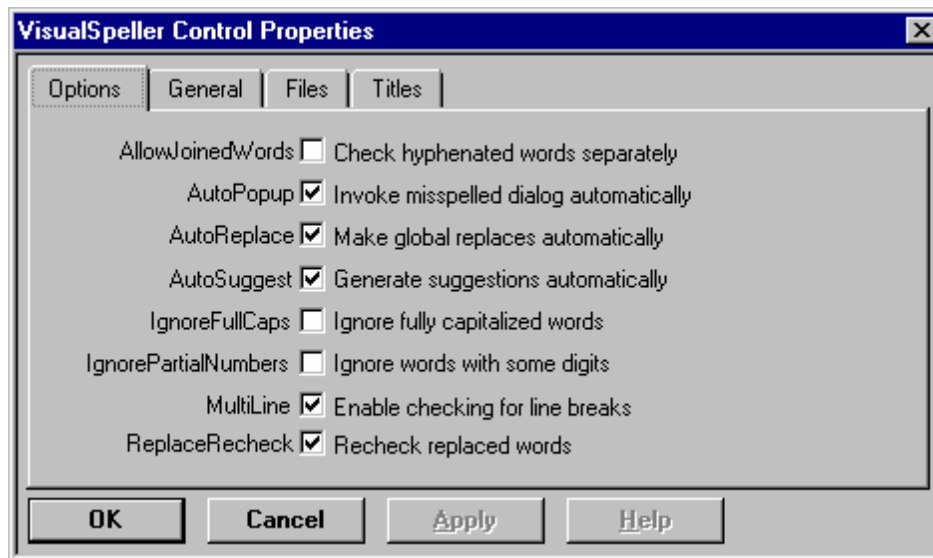 VisualSpeller Control Properties
Options General Files Titles
AllowJoinedWords Check hyphenated words separately
AutoPopup Invoke misspelled dialog automatically
AutoReplace Make global replaces automatically
AutoSuggest Generate suggestions automatically
IgnoreFullCaps Ignore fully capitalized words
IgnorePartialNumbers Ignore words with some digits
MultiLine Enable checking for line breaks
ReplaceRecheck Recheck replaced words
OK Cancel Apply Help